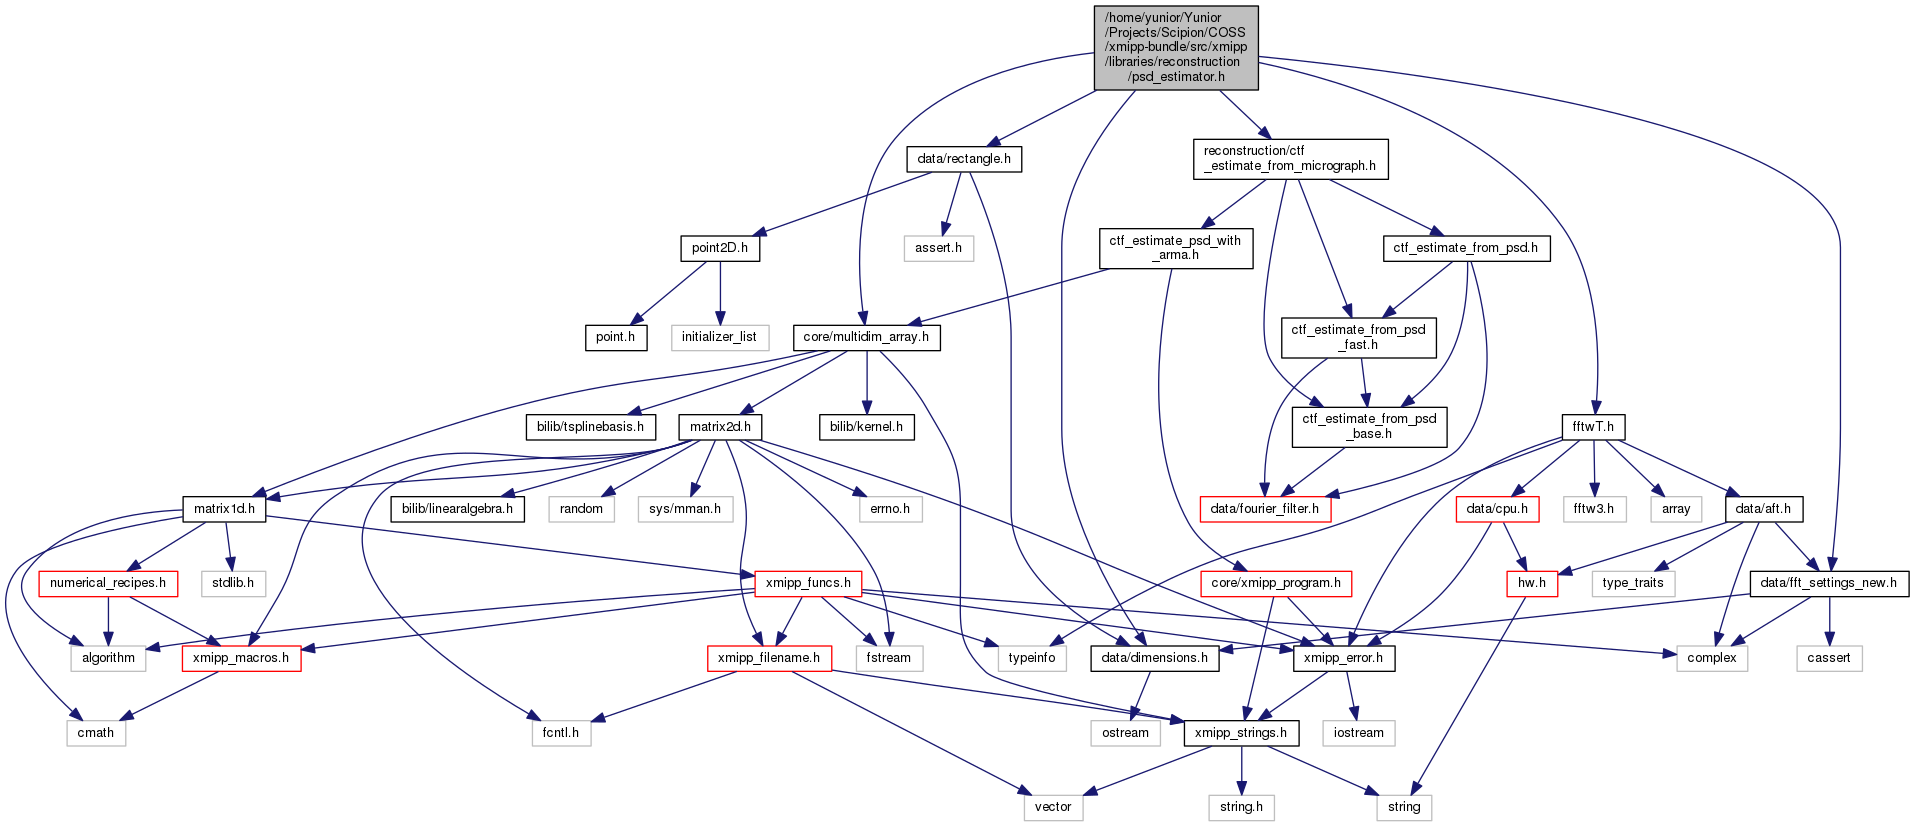 /home/yunior/Yunior
/Projects/Scipion/COSS
/xmipp-bundle/src/xmipp
/libraries/reconstruction
/psd_estimator.h
data/rectangle.h
reconstruction/ctf
_estimate_from_micrograph.h
point2D.h
assert.h
ctf_estimate_psd_with
_arma.h
ctf_estimate_from_psd.h
point.h
initializer_list
core/multidim_array.h
ctf_estimate_from_psd
_fast.h
bilib/tsplinebasis.h
matrix2d.h
bilib/kernel.h
ctf_estimate_from_psd
_base.h
fftwT.h
matrix1d.h
bilib/linearalgebra.h
random
sys/mman.h
errno.h
data/fourier_filter.h
data/cpu.h
fftw3.h
array
data/aft.h
numerical_recipes.h
stdlib.h
xmipp_funcs.h
core/xmipp_program.h
hw.h
type_traits
data/fft_settings_new.h
algorithm
xmipp_macros.h
xmipp_filename.h
fstream
typeinfo
data/dimensions.h
xmipp_error.h
complex
cassert
cmath
fcntl.h
ostream
xmipp_strings.h
iostream
vector
string.h
string